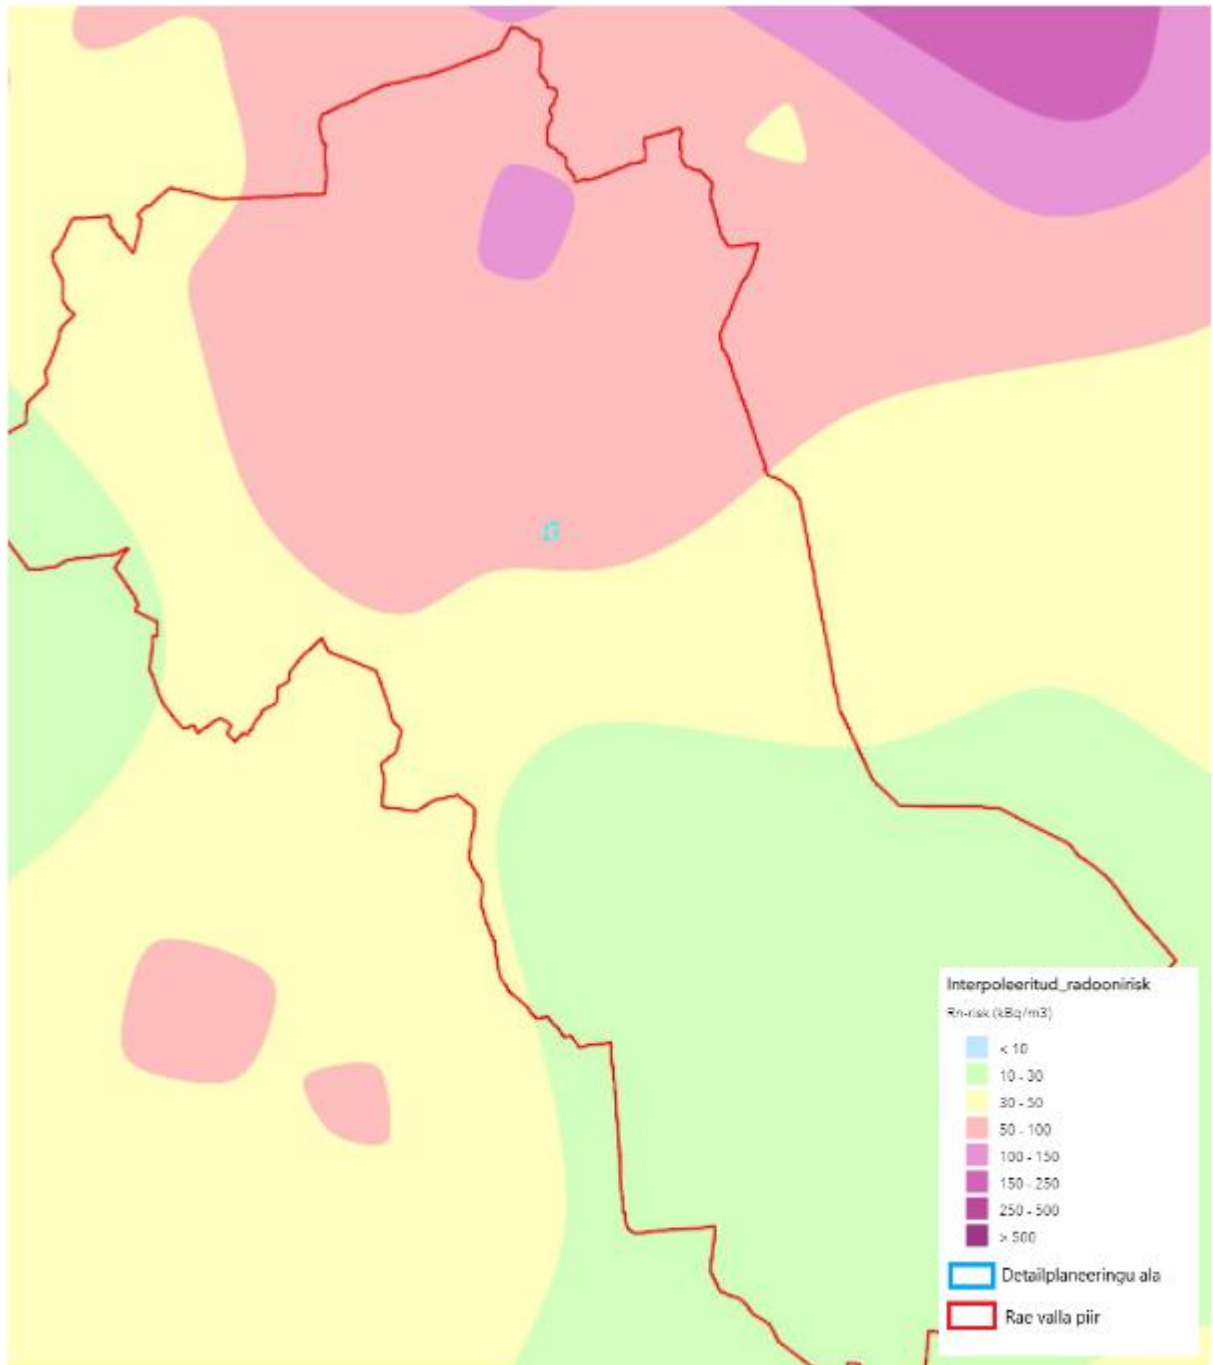 Interpoleeritud_radoonirisk
Rn-risk (kBq/m3)
< 10
10 - 30
30 - 50
50 - 100
100 - 150
150 - 250
250 - 500
> 500
Detailplaneeringu ala
Rae valla piir